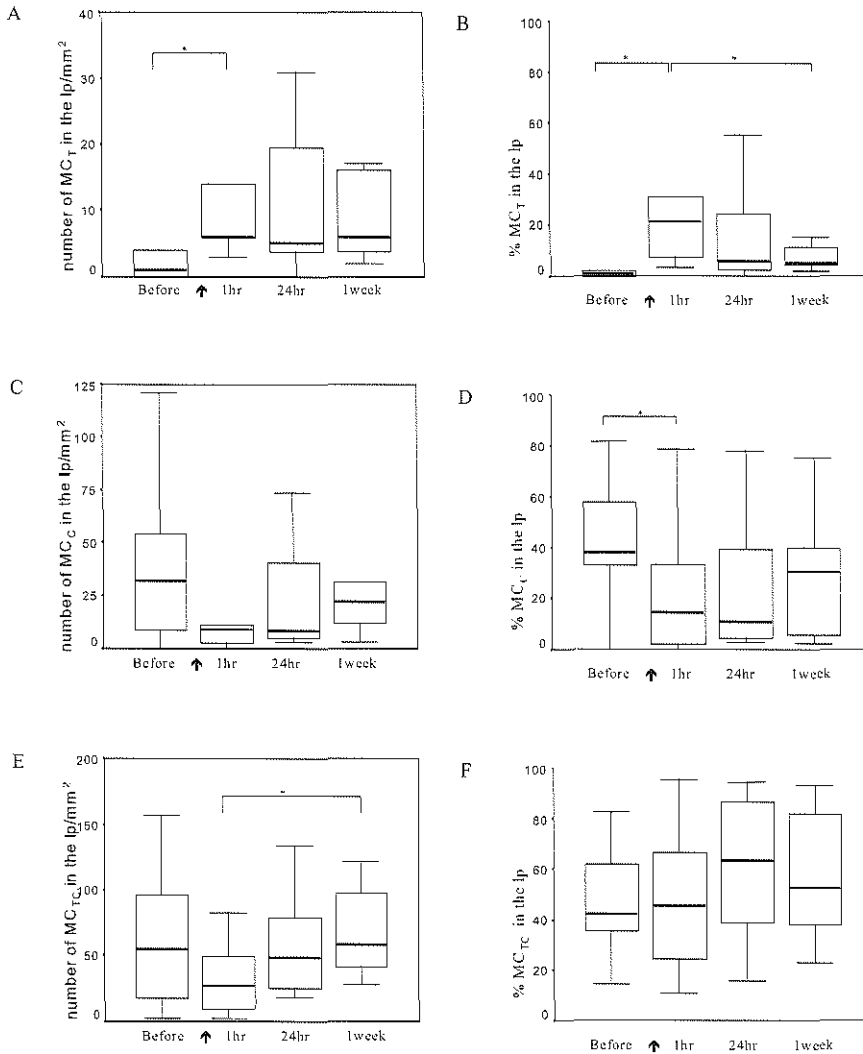 A
number of MC_T in the lp/mm²
40
30
20
10
0
*
Before ↑ 1hr 24hr 1week
B
% MC_T in the lp
100
80
60
40
20
0
* *
Before ↑ 1hr 24hr 1week
C
number of MC_C in the lp/mm²
125
100
75
50
25
0
Before ↑ 1hr 24hr 1week
D
% MC_C in the lp
100
80
60
40
20
0
*
Before ↑ 1hr 24hr 1week
E
number of MC_TC in the lp/mm²
200
150
100
50
0
*
Before ↑ 1hr 24hr 1week
F
% MC_TC in the lp
100
80
60
40
20
0
Before ↑ 1hr 24hr 1week